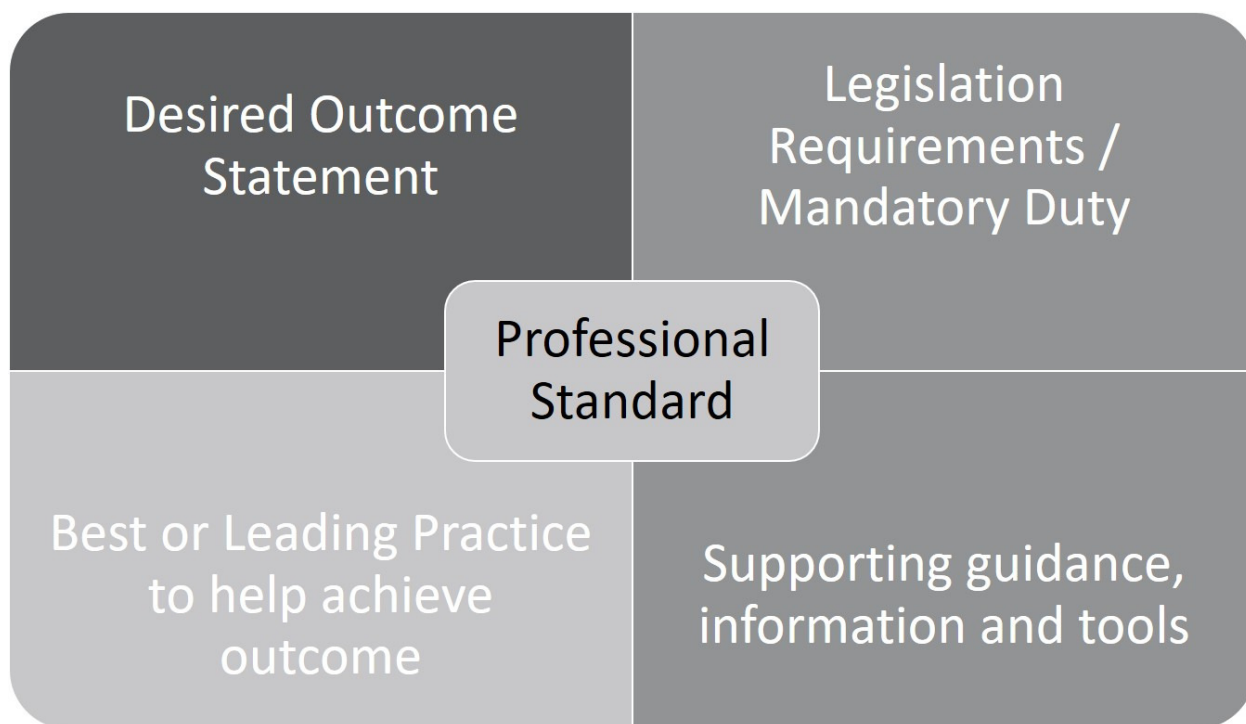 Desired Outcome
Statement
Legislation
Requirements /
Mandatory Duty
Professional
Standard
Best or Leading Practice
to help achieve
outcome
Supporting guidance,
information and tools